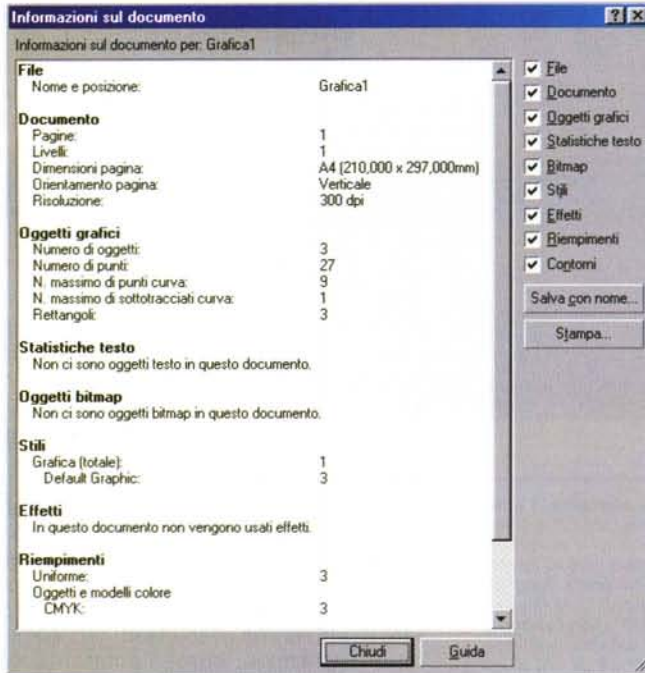 Informazioni sul documento
Informazioni sul documento per: Grafica1
File
Nome e posizione: Grafica1
Documento
Pagine: 1
Livelli: 1
Dimensioni pagina: A4 (210,000 x 297,000mm)
Orientamento pagina: Verticale
Risoluzione: 300 dpi
Oggetti grafici
Numero di oggetti: 3
Numero di punti: 27
N. massimo di punti curva: 9
N. massimo di sottotracciati curva: 1
Rettangoli: 3
Statistiche testo
Non ci sono oggetti testo in questo documento.
Oggetti bitmap
Non ci sono oggetti bitmap in questo documento.
Stili
Grafica (totale): 1
Default Graphic: 3
Effetti
In questo documento non vengono usati effetti.
Riempimenti
Uniforme: 3
Oggetti e modelli colore
CMYK: 3
File
Documento
Oggetti grafici
Statistiche testo
Bitmap
Stili
Effetti
Riempimenti
Contorni
Salva con nome...
Stampa...
Chiudi
Guida